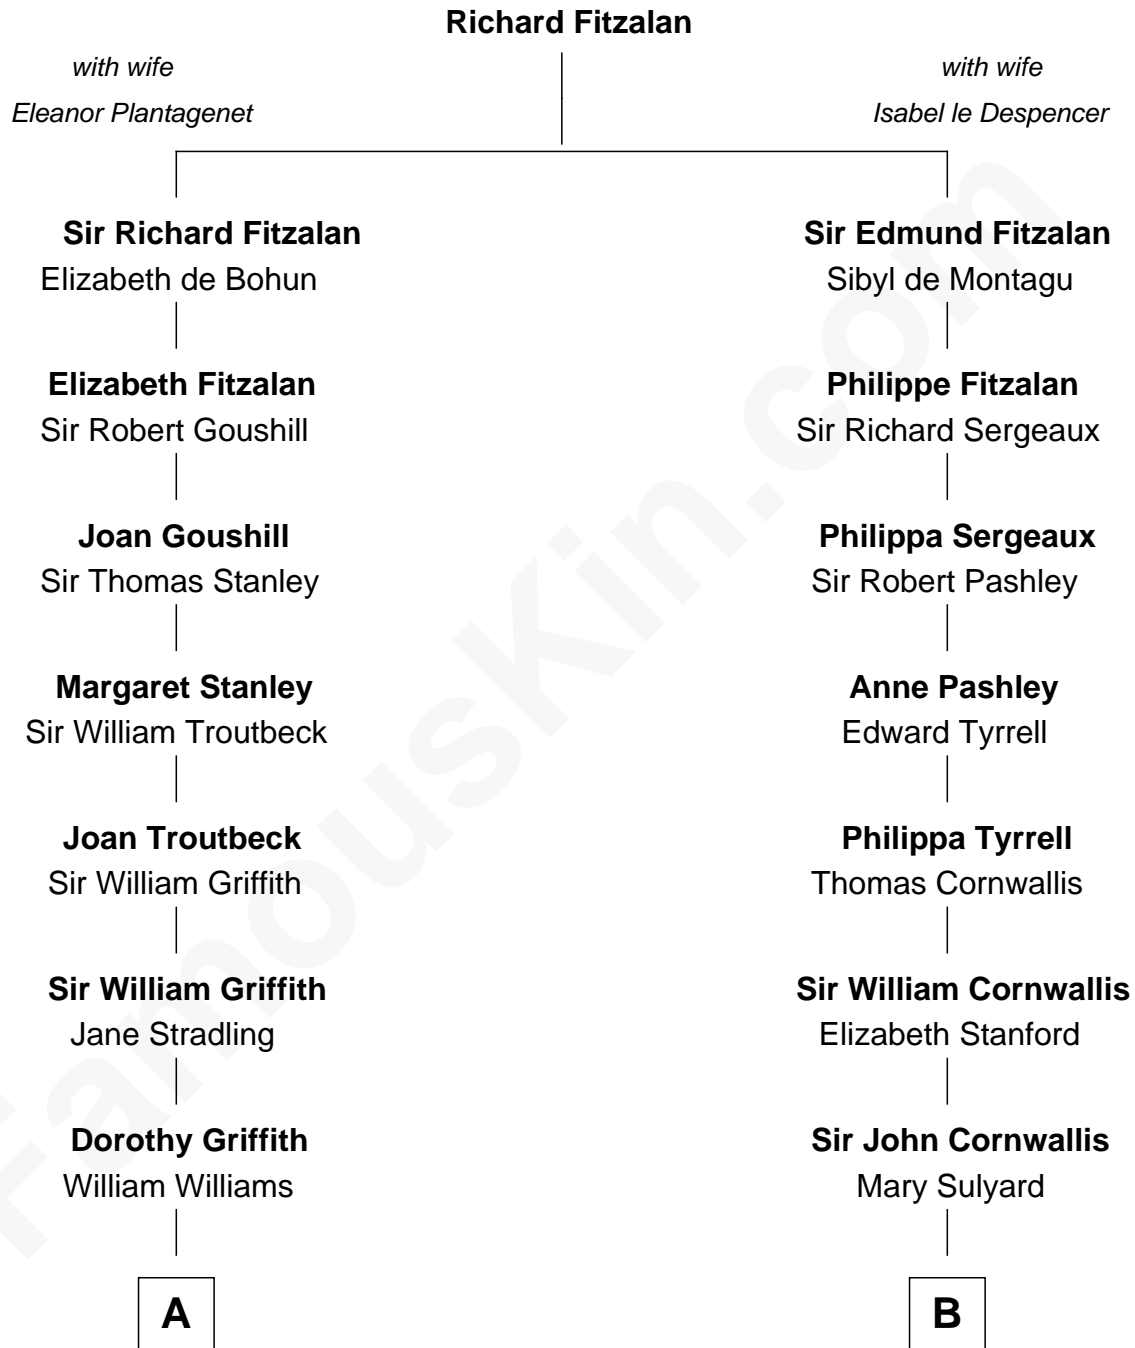 Richard Fitzalan
with wife
Eleanor Plantagenet
with wife
Isabel le Despencer
Sir Richard Fitzalan
Elizabeth de Bohun
Sir Edmund Fitzalan
Sibyl de Montagu
Elizabeth Fitzalan
Sir Robert Goushill
Philippe Fitzalan
Sir Richard Sergeaux
Joan Goushill
Sir Thomas Stanley
Philippa Sergeaux
Sir Robert Pashley
Margaret Stanley
Sir William Troutbeck
Anne Pashley
Edward Tyrrell
Joan Troutbeck
Sir William Griffith
Philippa Tyrrell
Thomas Cornwallis
Sir William Griffith
Jane Stradling
Sir William Cornwallis
Elizabeth Stanford
Dorothy Griffith
William Williams
Sir John Cornwallis
Mary Sulyard
A
B
FamousKin.com